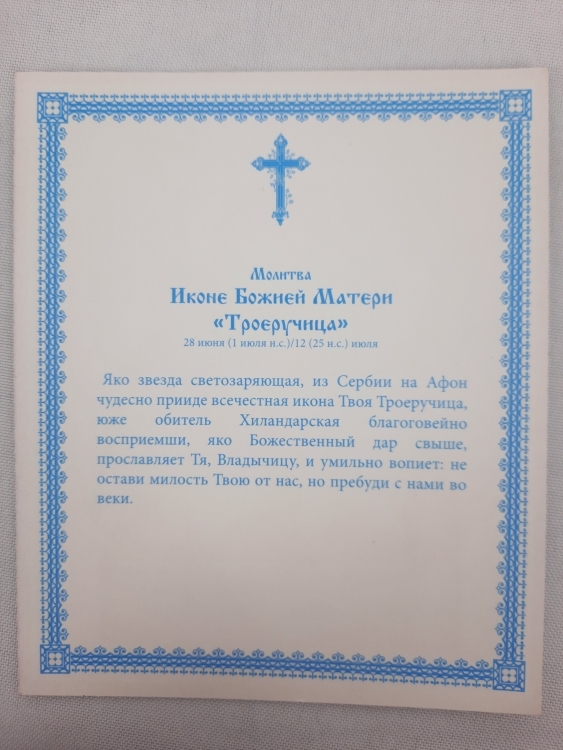 Молитва
Иконе Божией Матери
«Троеручица»
28 июня (1 июля н.с.)/12 (25 н.с.) июля
Яко звезда светозаряющая, из Сербии на Афон
чудесно прииде всечестная икона Твоя Троеручица,
юже обитель Хиландарская благоговейно
восприемши, яко Божественный дар свыше,
прославляет Тя, Владычицу, и умильно вопиет: не
остави милость Твою от нас, но пребуди с нами во
веки.